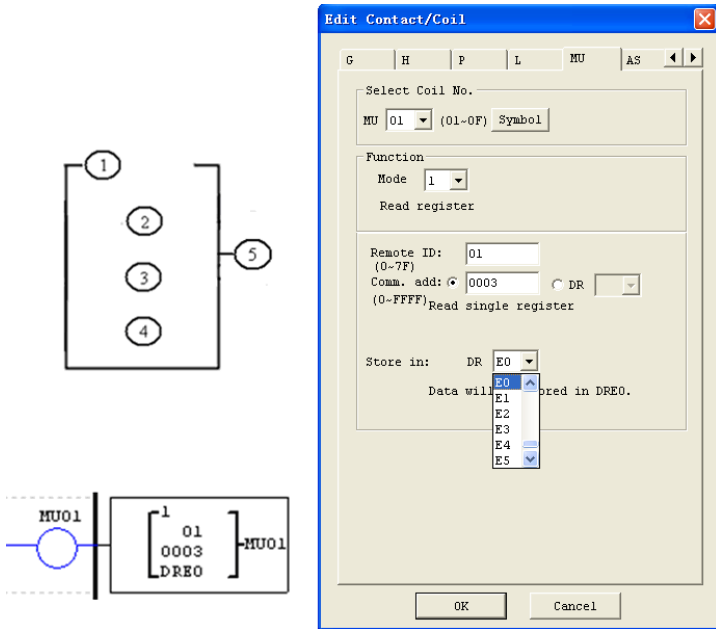 1
2
3
4
5
MU01
1
01
0003
DRE0
MU01
Edit Contact/Coil
G H P L MU AS
Select Coil No.
MU 01 (01~0F) Symbol
Function
Mode 1
Read register
Remote ID: 01
(0~7F)
Comm. add: 0003 DR
(0~FFFF) Read single register
Store in: DR E0
E0
Data will ored in DRE0.
E1
E2
E3
E4
E5
OK Cancel